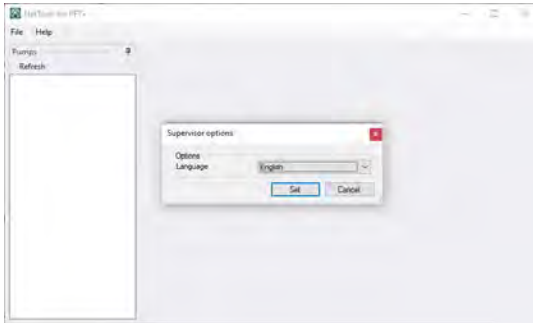 File Help
Pumps
Refresh
Supervisor options
Options
Language English
Set Cancel